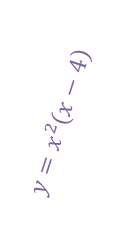 y = x²(x − 4)